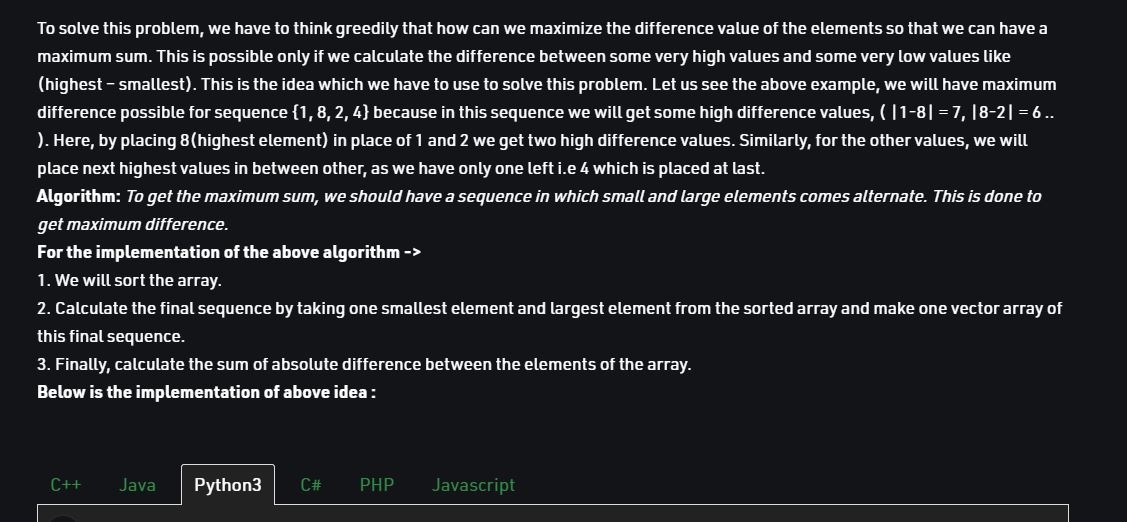 To solve this problem, we have to think greedily that how can we maximize the difference value of the elements so that we can have a
maximum sum. This is possible only if we calculate the difference between some very high values and some very low values like
(highest – smallest). This is the idea which we have to use to solve this problem. Let us see the above example, we will have maximum
difference possible for sequence {1, 8, 2, 4} because in this sequence we will get some high difference values, ( |1-8| = 7, |8-2| = 6 ..
). Here, by placing 8(highest element) in place of 1 and 2 we get two high difference values. Similarly, for the other values, we will
place next highest values in between other, as we have only one left i.e 4 which is placed at last.
Algorithm: To get the maximum sum, we should have a sequence in which small and large elements comes alternate. This is done to
get maximum difference.
For the implementation of the above algorithm ->
1. We will sort the array.
2. Calculate the final sequence by taking one smallest element and largest element from the sorted array and make one vector array of
this final sequence.
3. Finally, calculate the sum of absolute difference between the elements of the array.
Below is the implementation of above idea :
C++ Java Python3 C# PHP Javascript